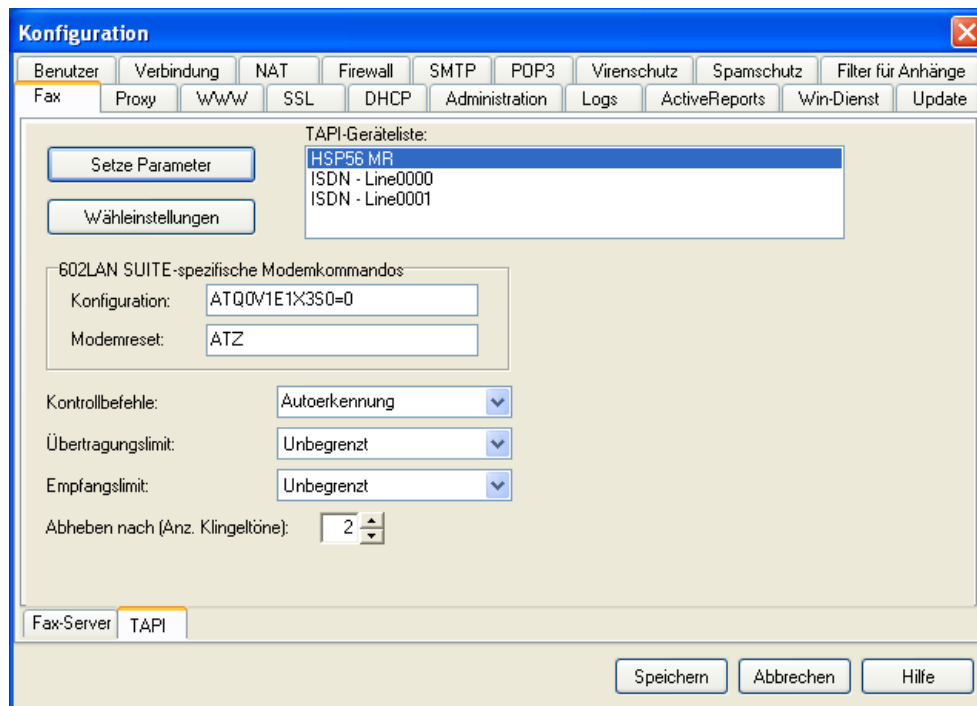 Konfiguration
Benutzer Verbindung NAT Firewall SMTP POP3 Virenschutz Spamschutz Filter für Anhänge
Fax Proxy WWW SSL DHCP Administration Logs ActiveReports Win-Dienst Update
TAPI-Geräteliste:
Setze Parameter
HSP56 MR
ISDN - Line0000
ISDN - Line0001
Wähleinstellungen
602LAN SUITE-spezifische Modemkommandos
Konfiguration: ATQ0V1E1X3S0=0
Modemreset: ATZ
Kontrollbefehle: Autoerkennung
Übertragungslimit: Unbegrenzt
Empfangslimit: Unbegrenzt
Abheben nach (Anz. Klingeltöne): 2
Fax-Server TAPI
Speichern Abbrechen Hilfe